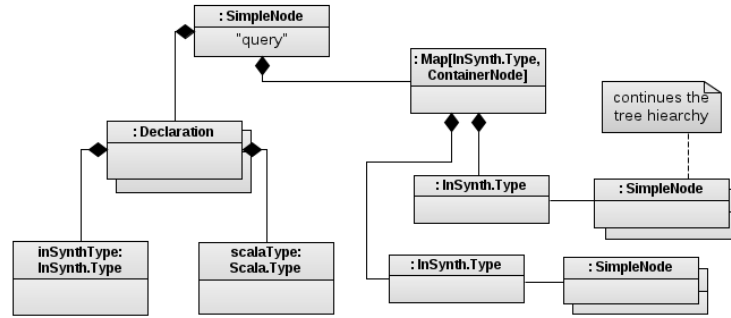 : SimpleNode
"query"
: Map[InSynth.Type,
ContainerNode]
continues the
tree hiearchy
: Declaration
: InSynth.Type
: SimpleNode
inSynthType:
InSynth.Type
scalaType:
Scala.Type
: InSynth.Type
: SimpleNode